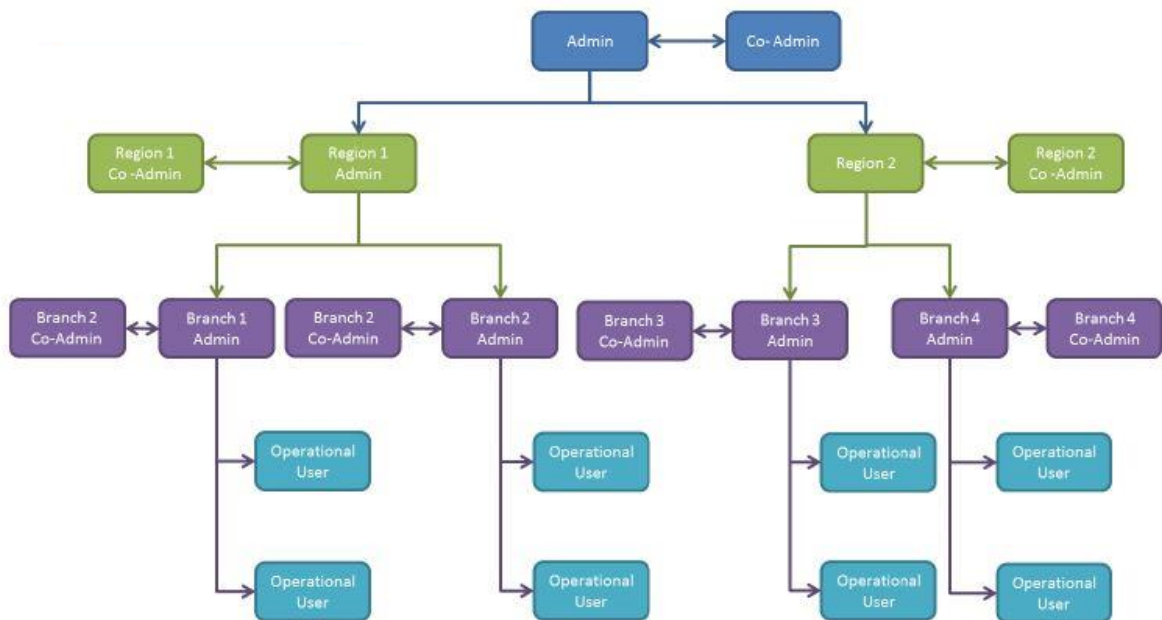 Admin
Co- Admin
Region 1
Co -Admin
Region 1
Admin
Region 2
Region 2
Co -Admin
Branch 2
Co-Admin
Branch 1
Admin
Branch 2
Co-Admin
Branch 2
Admin
Branch 3
Co-Admin
Branch 3
Admin
Branch 4
Admin
Branch 4
Co-Admin
Operational
User
Operational
User
Operational
User
Operational
User
Operational
User
Operational
User
Operational
User
Operational
User